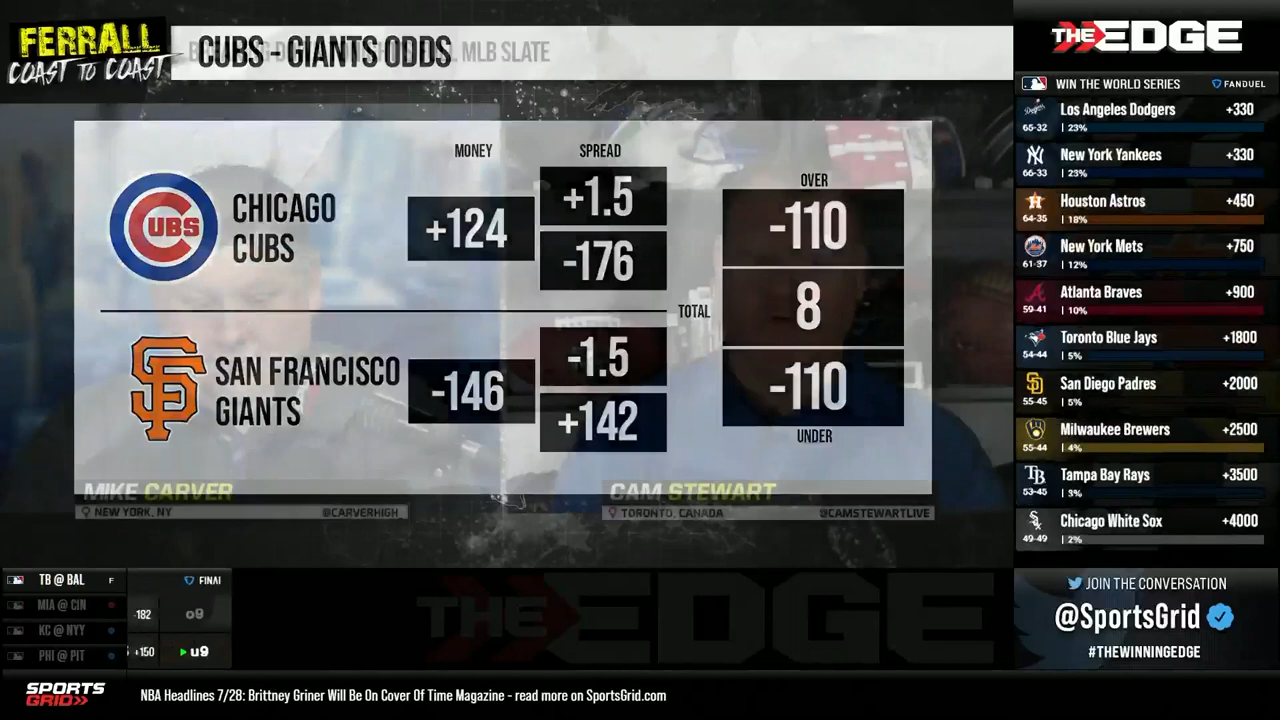 FERRALL
COAST TO COAST
CUBS - GIANTS ODDS
MLB SLATE
MONEY
SPREAD
OVER
CUBS
CHICAGO
CUBS
+124
+1.5
-176
-110
TOTAL
8
SF
SAN FRANCISCO
GIANTS
-146
-1.5
+142
-110
UNDER
MIKE CARVER
NEW YORK, NY
@CARVERHIGH_
CAM STEWART
TORONTO, CANADA
@CAMSTEWARTLIVE
THE EDGE
WIN THE WORLD SERIES
FANDUEL
Los Angeles Dodgers +330
65-32 | 23%
New York Yankees +330
66-33 | 23%
Houston Astros +450
64-35 | 18%
New York Mets +750
61-37 | 12%
Atlanta Braves +900
59-41 | 10%
Toronto Blue Jays +1800
54-44 | 5%
San Diego Padres +2000
55-45 | 5%
Milwaukee Brewers +2500
55-44 | 4%
Tampa Bay Rays +3500
53-45 | 3%
Chicago White Sox +4000
49-49 | 2%
JOIN THE CONVERSATION
@SportsGrid
#THEWINNINGEDGE
TB @ BAL F
MIA @ CIN
KC @ NYY
PHI @ PIT
FINAL
-182 o9
+150 u9
THE EDGE
SPORTS
GRID
NBA Headlines 7/28: Brittney Griner Will Be On Cover Of Time Magazine - read more on SportsGrid.com